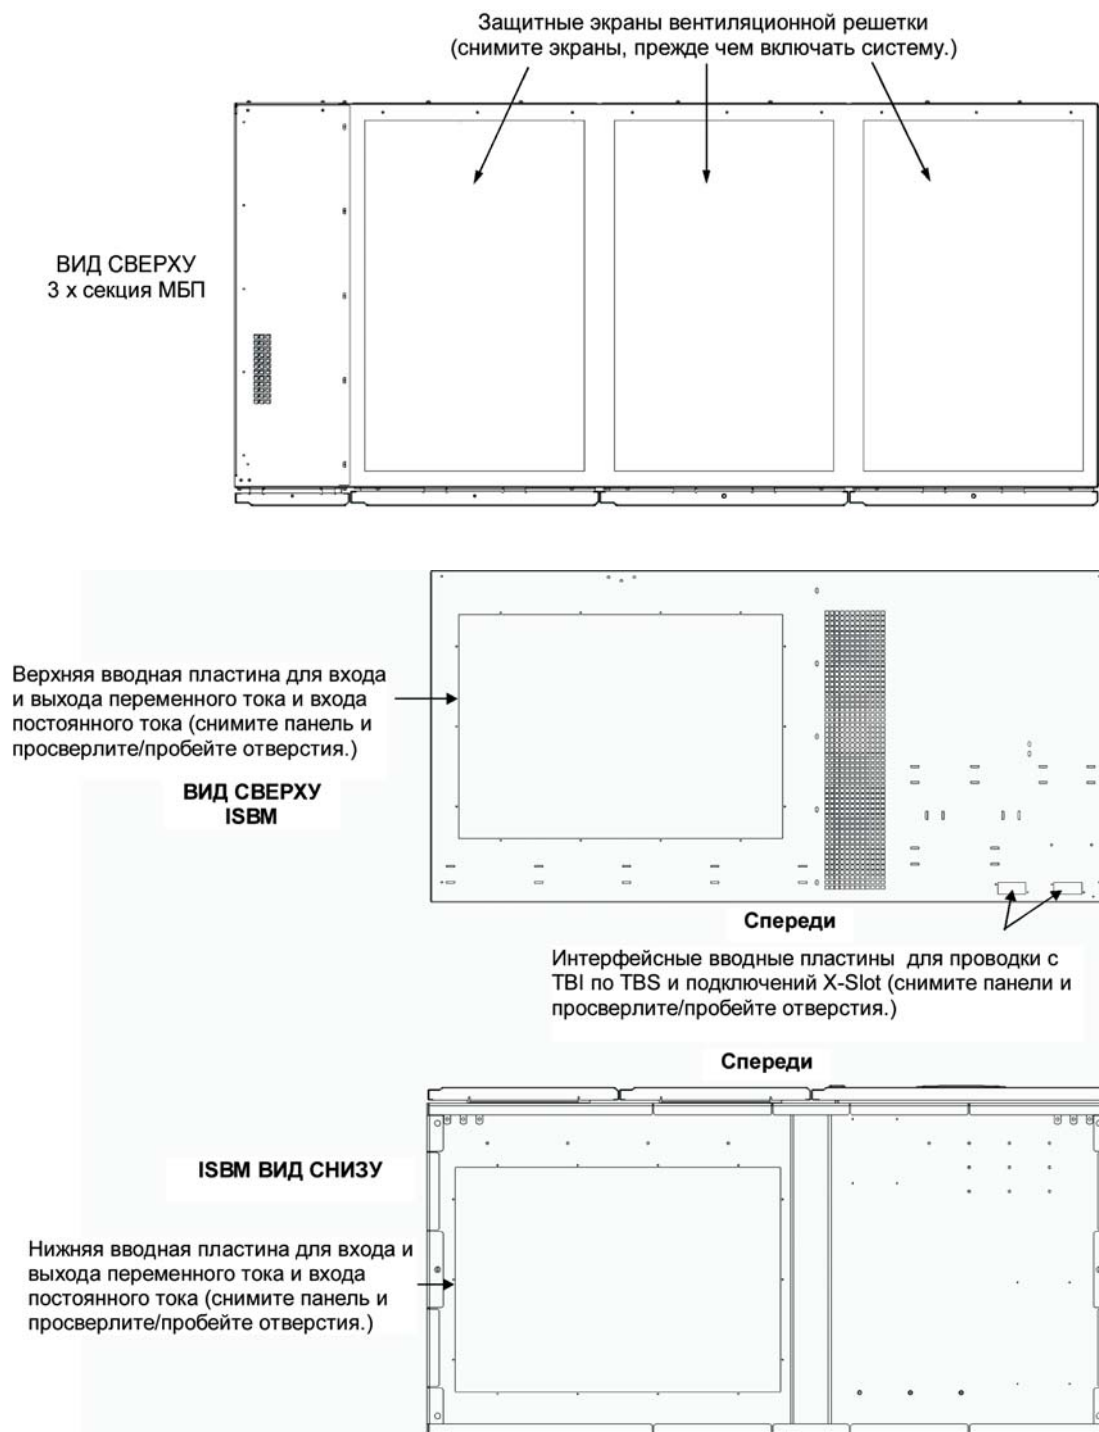 Защитные экраны вентиляционной решетки
(снимите экраны, прежде чем включать систему.)
ВИД СВЕРХУ
3 x секция МБП
Верхняя вводная пластина для входа
и выхода переменного тока и входа
постоянного тока (снимите панель и
просверлите/пробейте отверстия.)
ВИД СВЕРХУ
ISBM
Спереди
Интерфейсные вводные пластины для проводки с
TBI по TBS и подключений X-Slot (снимите панели и
просверлите/пробейте отверстия.)
Спереди
ISBM ВИД СНИЗУ
Нижняя вводная пластина для входа и
выхода переменного тока и входа
постоянного тока (снимите панель и
просверлите/пробейте отверстия.)